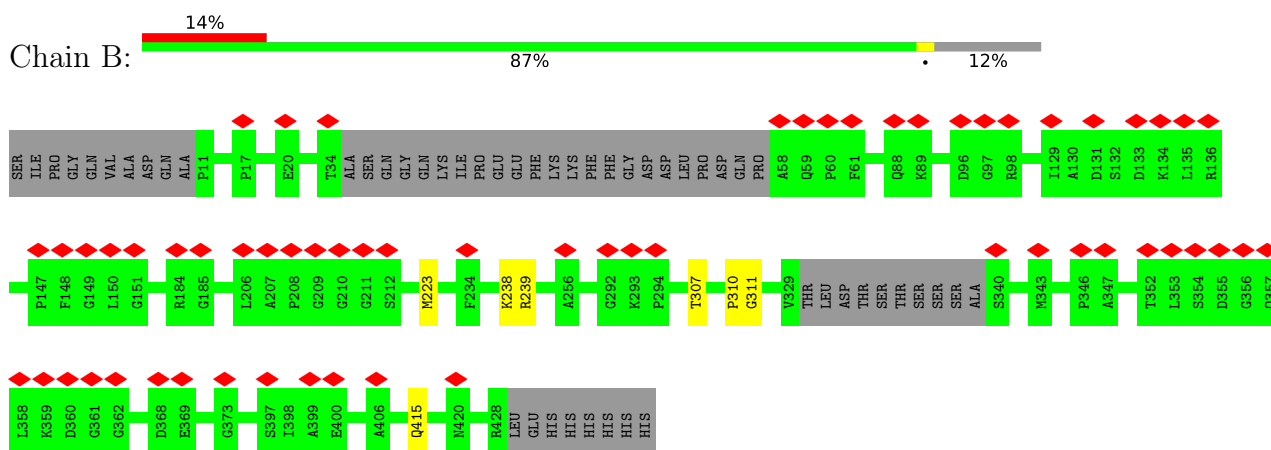 14%
Chain B:
87%
•
12%
SER ILE PRO GLY GLN VAL ALA ASP GLN ALA P11 P17 E20 T34 ALA SER GLN GLY GLN LYS ILE PRO GLU GLU PHE LYS LYS PHE PHE GLY ASP ASP LEU PRO ASP GLN PRO A58 Q59 P60 F61 Q88 K89 D96 G97 R98 I129 A130 D131 S132 D133 K134 L135 R136
P147 F148 G149 L150 G151 R184 G185 L206 A207 P208 G209 G210 G211 S212 M223 F234 K238 R239 A256 G292 K293 P294 T307 P310 G311 V329 THR LEU ASP THR SER THR SER SER SER ALA S340 M343 P346 A347 T352 L353 S354 D355 G356
L358 K359 D360 G361 G362 D368 E369 G373 S397 I398 A399 E400 A406 Q415 N420 R428 LEU GLU HIS HIS HIS HIS HIS HIS